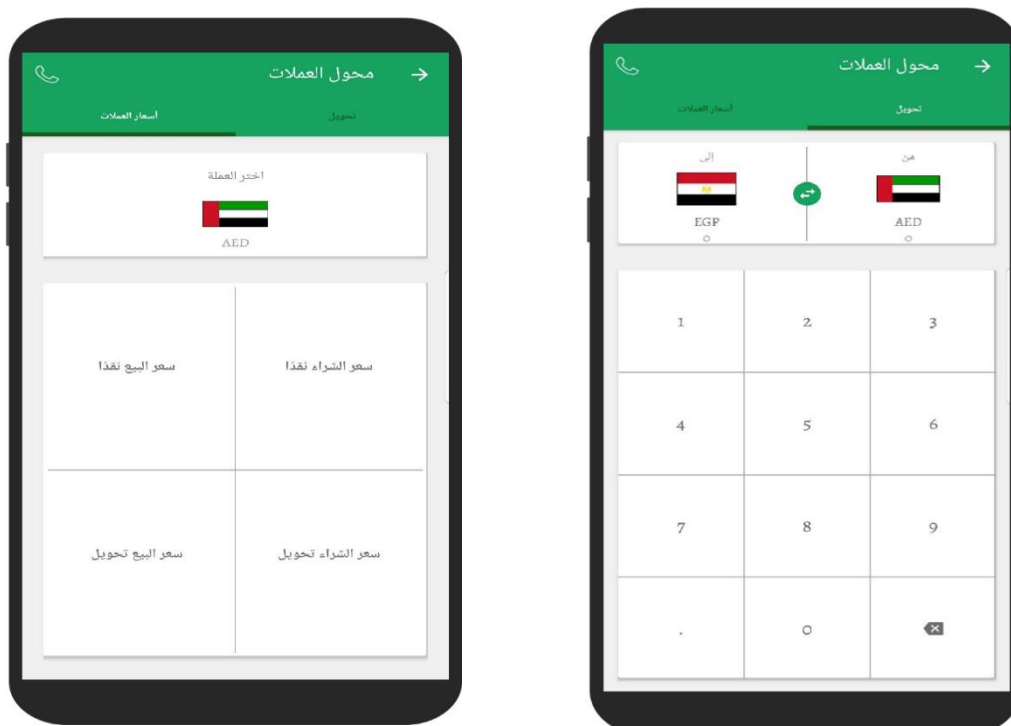 محول العملات
تحويل
أسعار العملات
اختر العملة
AED
سعر الشراء نقدًا
سعر البيع نقدًا
سعر الشراء تحويل
سعر البيع تحويل
محول العملات
تحويل
أسعار العملات
من
إلى
AED
EGP
0
0
1 2 3
4 5 6
7 8 9
. 0